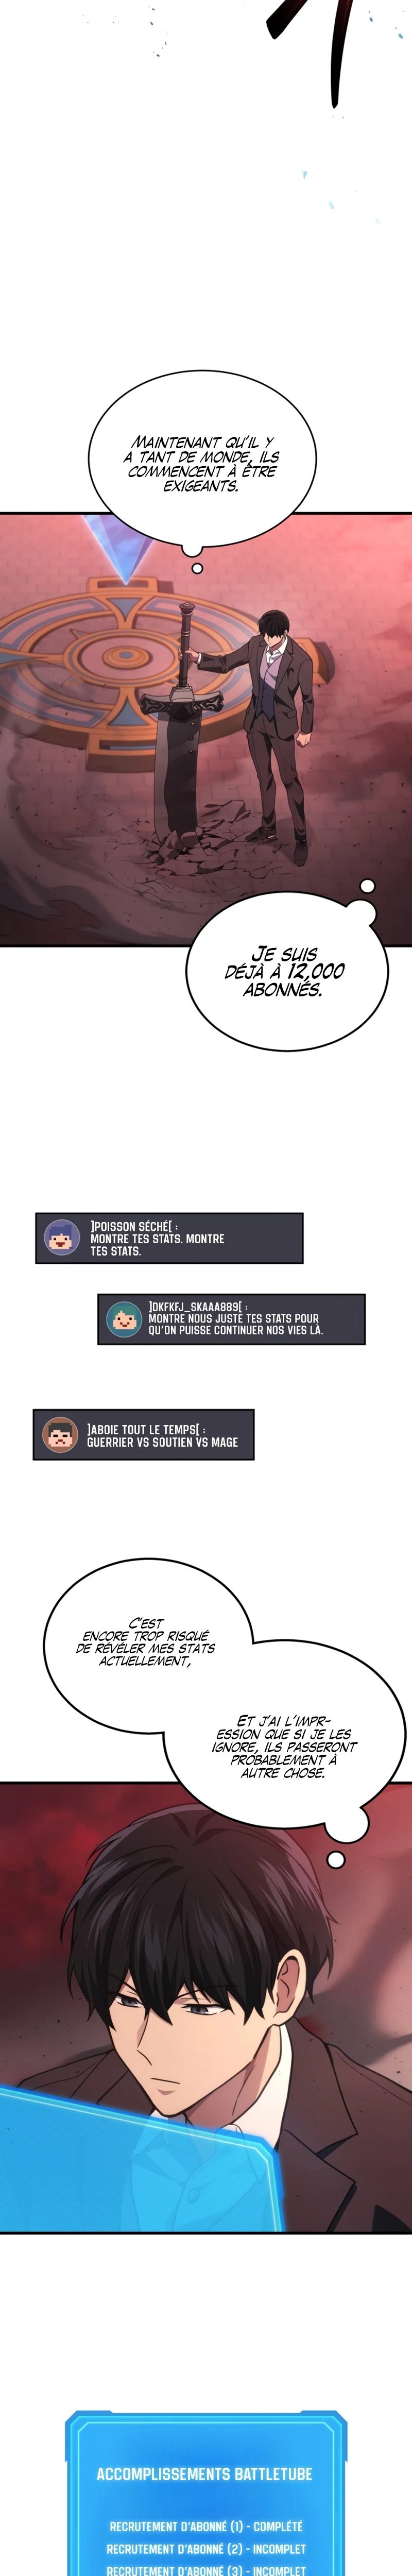 MAINTENANT QU'IL Y
A TANT DE MONDE, ILS
COMMENCENT À ÊTRE
EXIGEANTS.
JE SUIS
DÉJÀ À 12.000
ABONNÉS.
]POISSON SÉCHÉ[ :
MONTRE TES STATS. MONTRE
TES STATS.
]DKFKFJ_SKAAA889[ :
MONTRE NOUS JUSTE TES STATS POUR
QU'ON PUISSE CONTINUER NOS VIES LÀ.
]ABOIE TOUT LE TEMPS[ :
GUERRIER VS SOUTIEN VS MAGE
C'EST
ENCORE TROP RISQUÉ
DE RÉVÉLER MES STATS
ACTUELLEMENT,
ET J'AI L'IMPR-
ESSION QUE SI JE LES
IGNORE, ILS PASSERONT
PROBABLEMENT À
AUTRE CHOSE.
ACCOMPLISSEMENTS BATTLETUBE
RECRUTEMENT D'ABONNÉ (1) - COMPLÉTÉ
RECRUTEMENT D'ABONNÉ (2) - INCOMPLET
RECRUTEMENT D'ABONNÉ (3) - INCOMPLET